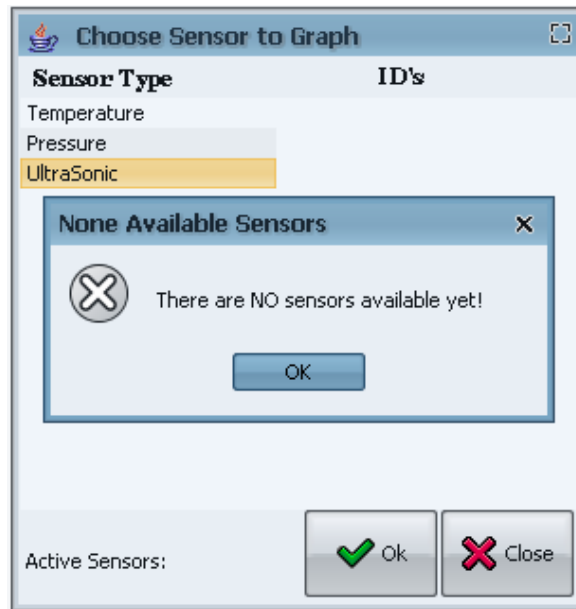 Choose Sensor to Graph
Sensor Type ID's
Temperature
Pressure
UltraSonic
None Available Sensors
There are NO sensors available yet!
OK
Active Sensors: Ok Close